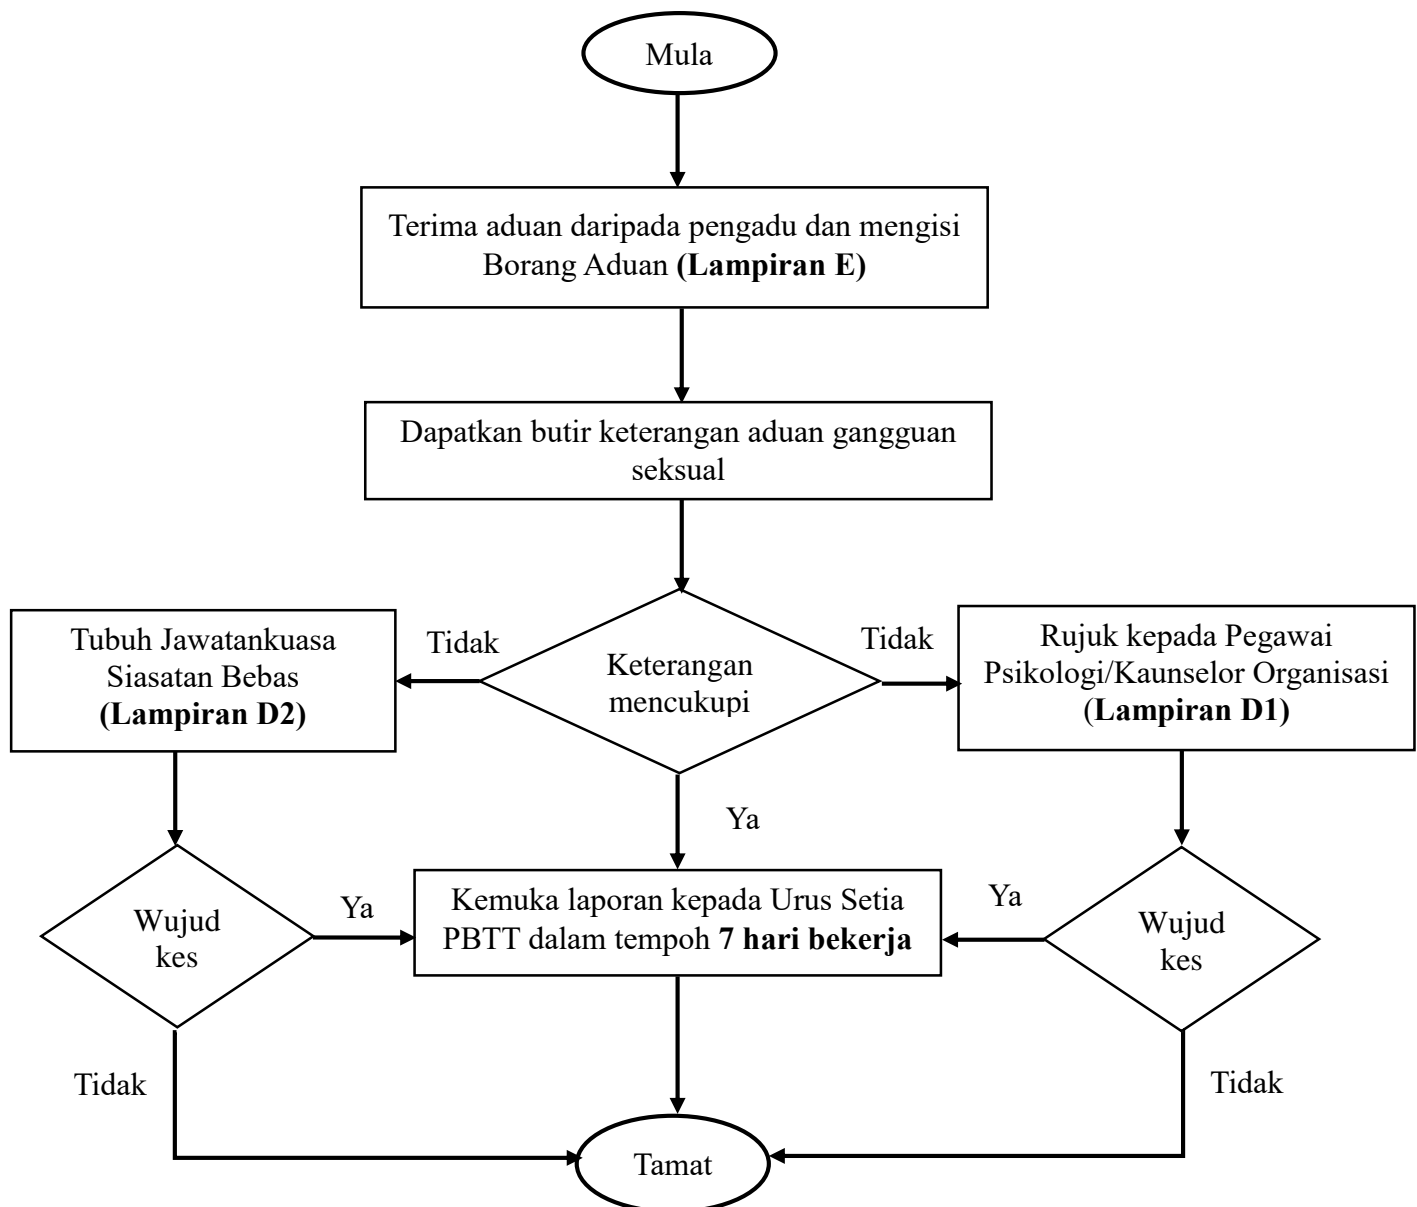 Mula
Terima aduan daripada pengadu dan mengisi
Borang Aduan (Lampiran E)
Dapatkan butir keterangan aduan gangguan
seksual
Tubuh Jawatankuasa
Siasatan Bebas
(Lampiran D2)
Tidak
Keterangan
mencukupi
Tidak
Rujuk kepada Pegawai
Psikologi/Kaunselor Organisasi
(Lampiran D1)
Ya
Wujud
kes
Ya
Kemuka laporan kepada Urus Setia
PBTT dalam tempoh 7 hari bekerja
Ya
Wujud
kes
Tidak
Tidak
Tamat